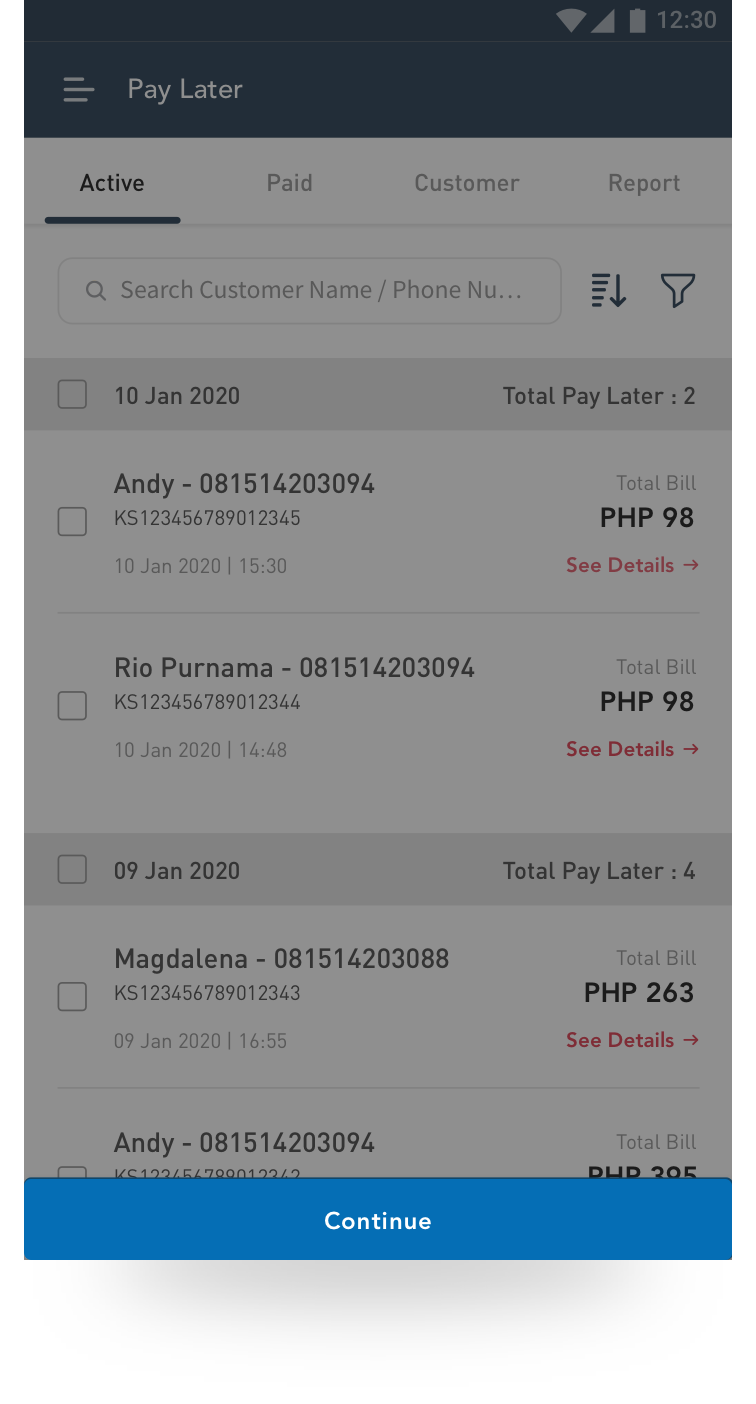 12:30
Pay Later
Active Paid Customer Report
Search Customer Name / Phone Nu...
10 Jan 2020 Total Pay Later : 2
Andy - 081514203094 Total Bill
KS123456789012345 PHP 98
10 Jan 2020 | 15:30 See Details →
Rio Purnama - 081514203094 Total Bill
KS123456789012344 PHP 98
10 Jan 2020 | 14:48 See Details →
09 Jan 2020 Total Pay Later : 4
Magdalena - 081514203088 Total Bill
KS123456789012343 PHP 263
09 Jan 2020 | 16:55 See Details →
Andy - 081514203094 Total Bill
KS123456789012342 PHP 395
Continue